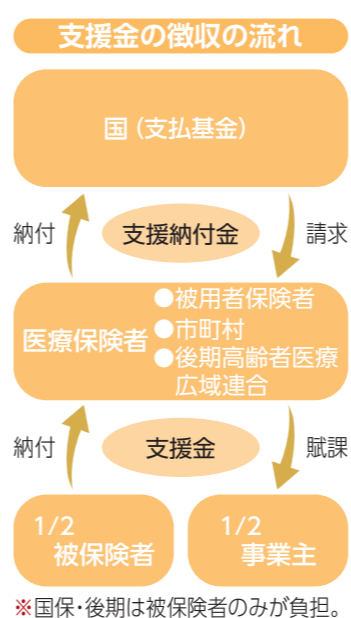 支援金の徴収の流れ
国(支払基金)
納付
支援納付金
請求
医療保険者
●被用者保険者
●市町村
●後期高齢者医療
広域連合
納付
支援金
賦課
1/2
被保険者
1/2
事業主
※国保・後期は被保険者のみが負担。